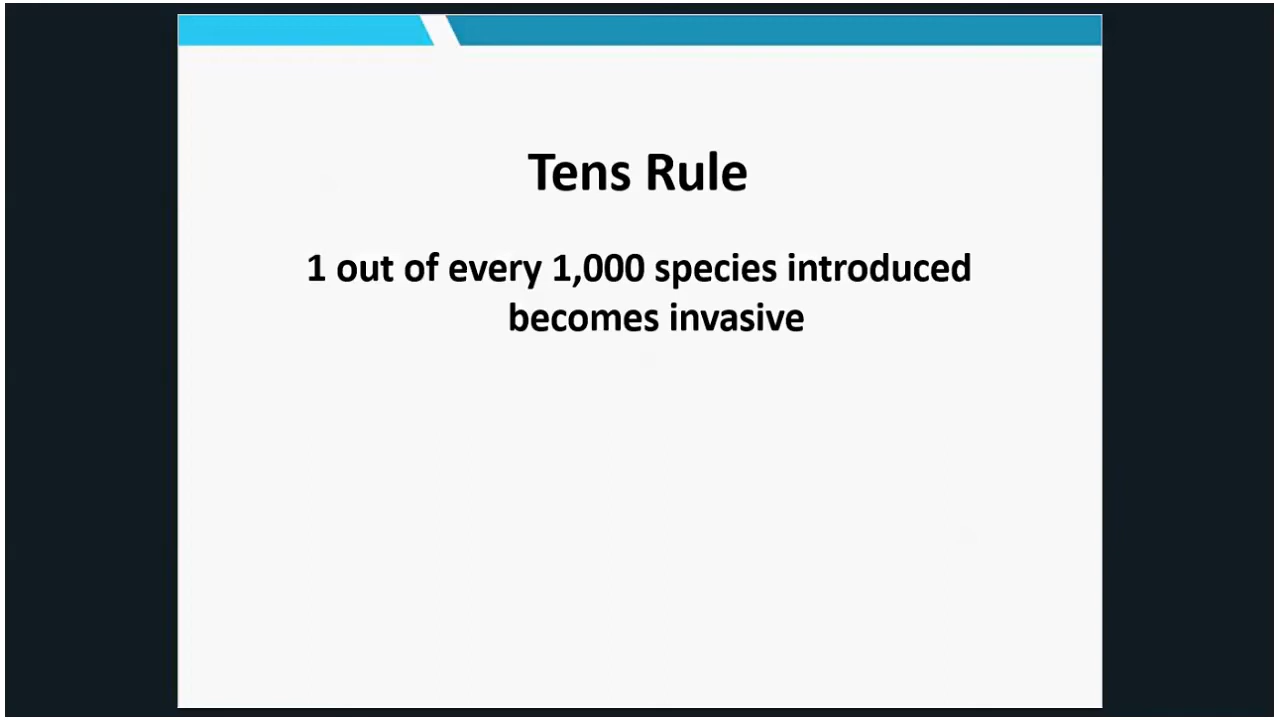 Tens Rule
1 out of every 1,000 species introduced
becomes invasive